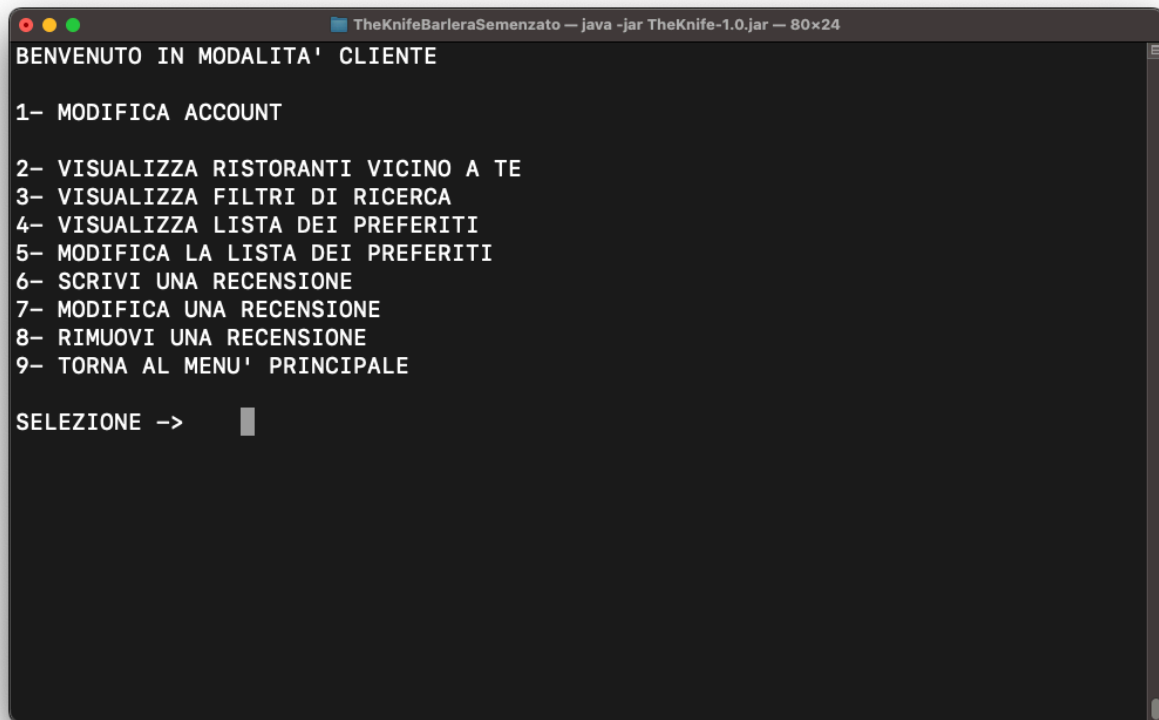 TheKnifeBarleraSemenzato — java -jar TheKnife-1.0.jar — 80×24
BENVENUTO IN MODALITA' CLIENTE
1- MODIFICA ACCOUNT
2- VISUALIZZA RISTORANTI VICINO A TE
3- VISUALIZZA FILTRI DI RICERCA
4- VISUALIZZA LISTA DEI PREFERITI
5- MODIFICA LA LISTA DEI PREFERITI
6- SCRIVI UNA RECENSIONE
7- MODIFICA UNA RECENSIONE
8- RIMUOVI UNA RECENSIONE
9- TORNA AL MENU' PRINCIPALE
SELEZIONE ->